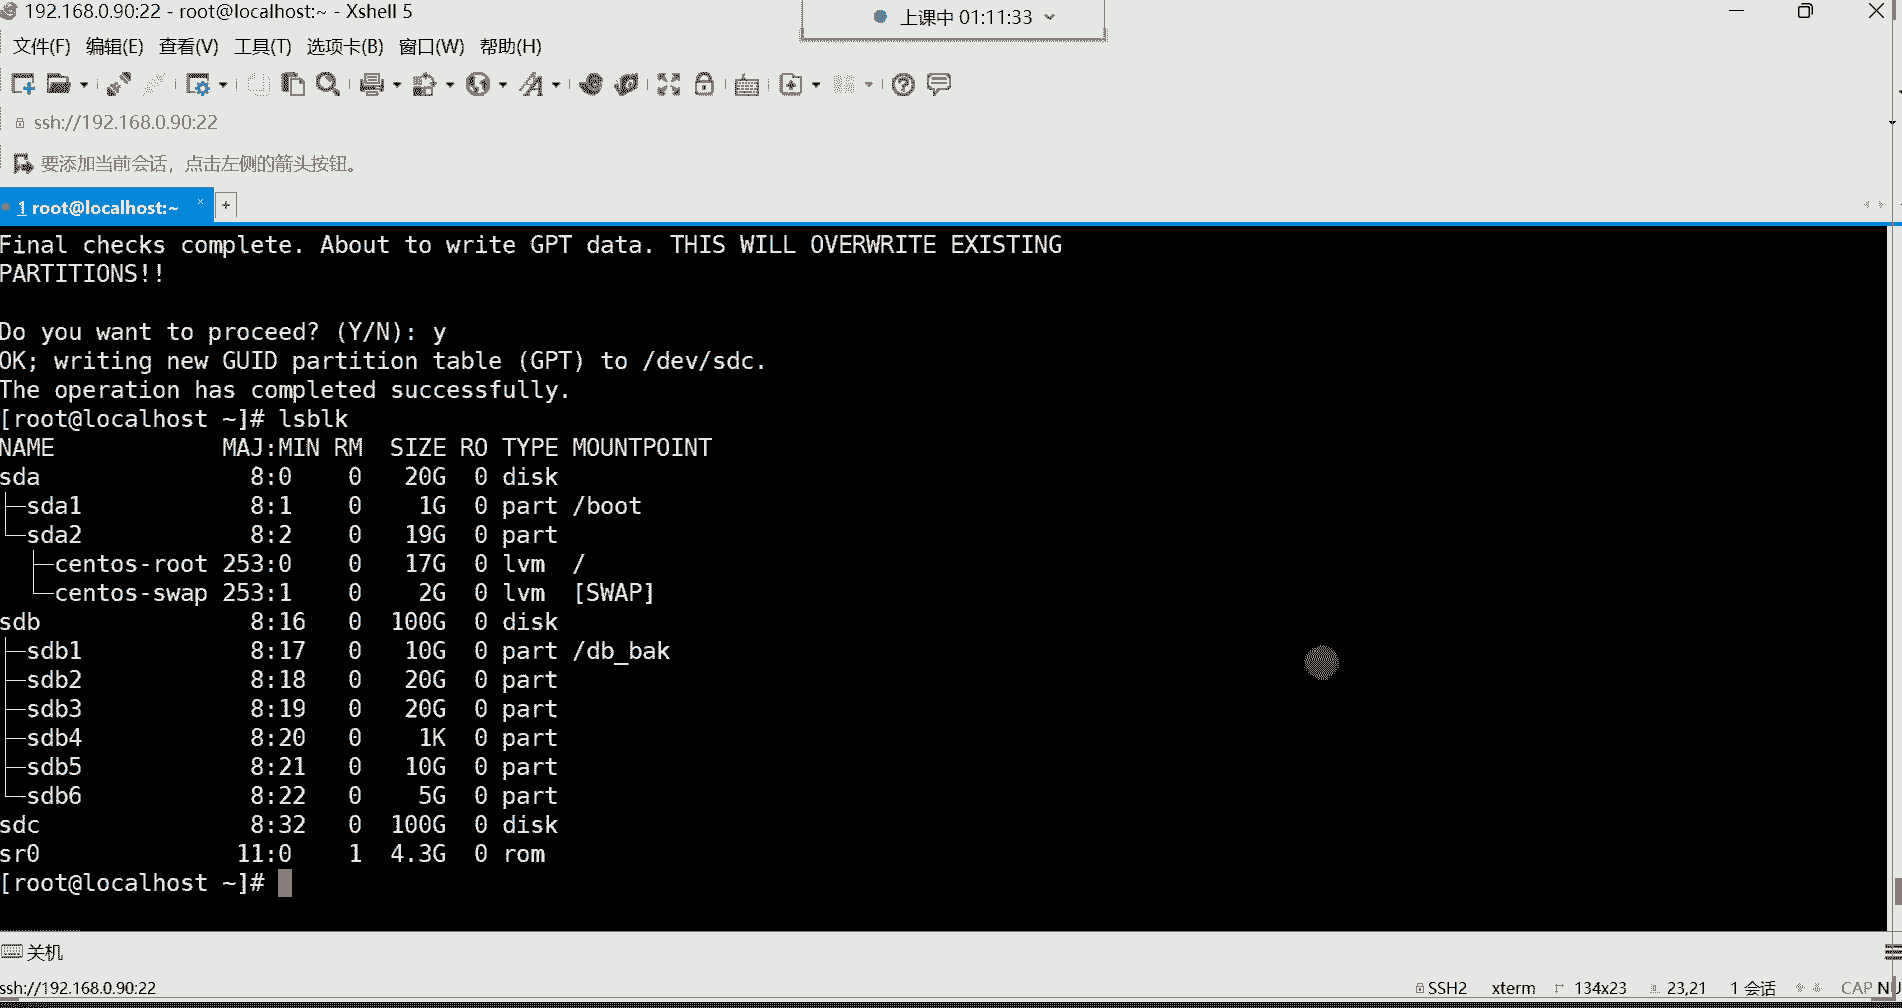 192.168.0.90:22 - root@localhost:~ - Xshell 5
上课中 01:11:33
文件(F) 编辑(E) 查看(V) 工具(T) 选项卡(B) 窗口(W) 帮助(H)
ssh://192.168.0.90:22
要添加当前会话，点击左侧的箭头按钮。
1 root@localhost:~ × +
Final checks complete. About to write GPT data. THIS WILL OVERWRITE EXISTING
PARTITIONS!!
Do you want to proceed? (Y/N): y
OK; writing new GUID partition table (GPT) to /dev/sdc.
The operation has completed successfully.
[root@localhost ~]# lsblk
NAME            MAJ:MIN RM  SIZE RO TYPE MOUNTPOINT
sda               8:0    0   20G  0 disk
├─sda1            8:1    0    1G  0 part /boot
└─sda2            8:2    0   19G  0 part
  ├─centos-root 253:0    0   17G  0 lvm  /
  └─centos-swap 253:1    0    2G  0 lvm  [SWAP]
sdb               8:16   0  100G  0 disk
├─sdb1            8:17   0   10G  0 part /db_bak
├─sdb2            8:18   0   20G  0 part
├─sdb3            8:19   0   20G  0 part
├─sdb4            8:20   0    1K  0 part
├─sdb5            8:21   0   10G  0 part
└─sdb6            8:22   0    5G  0 part
sdc               8:32   0  100G  0 disk
sr0              11:0    1  4.3G  0 rom
[root@localhost ~]#
关机
ssh://192.168.0.90:22 SSH2 xterm 134x23 23,21 1 会话 CAP